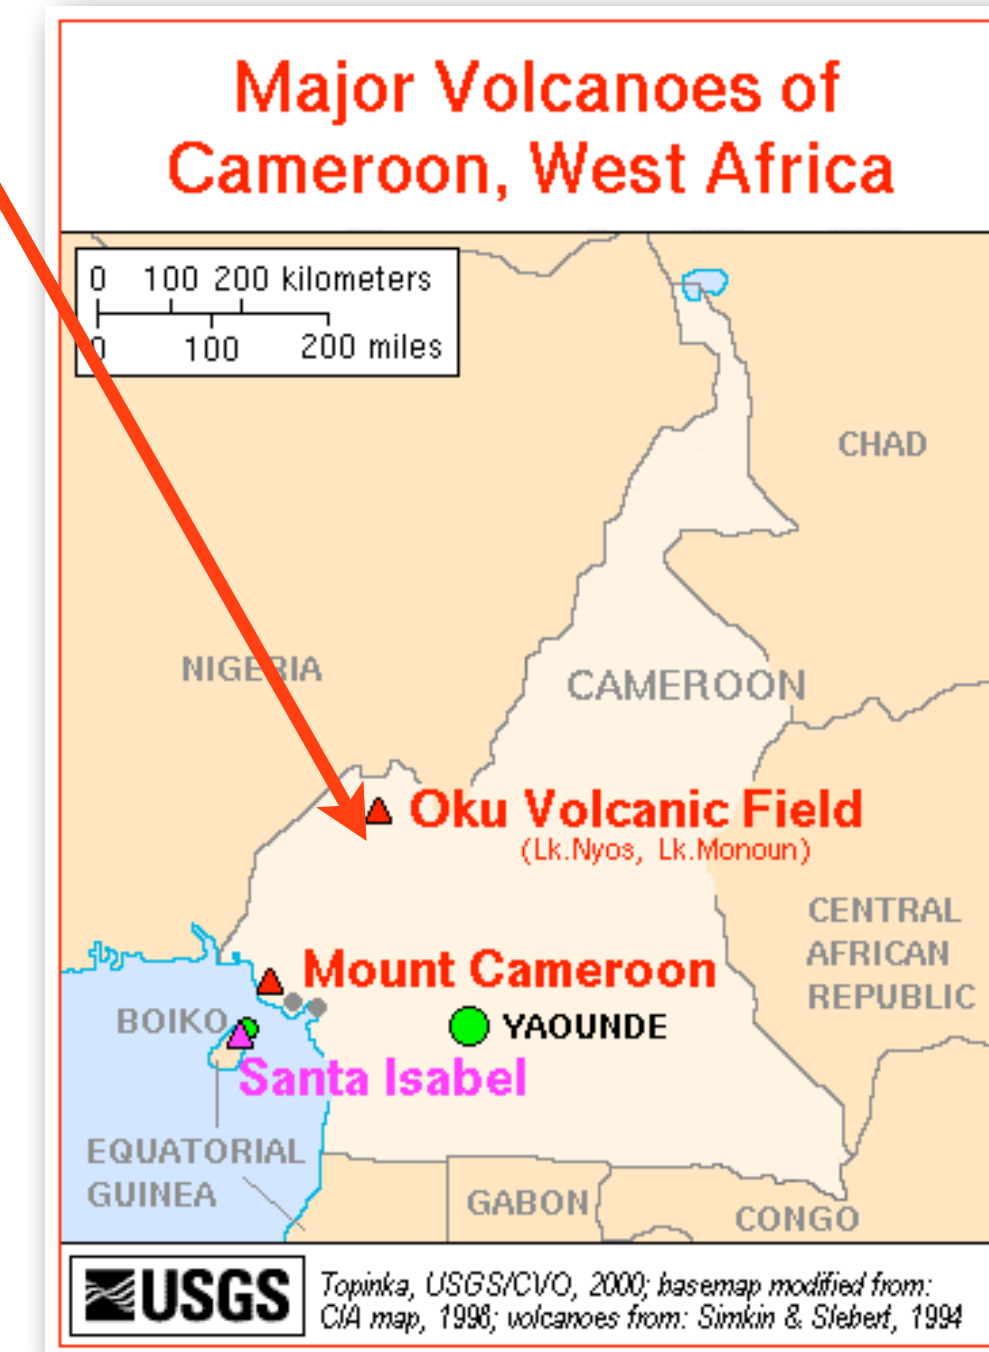 Major Volcanoes of
Cameroon, West Africa
0 100 200 kilometers
0 100 200 miles
CHAD
NIGERIA
CAMEROON
Oku Volcanic Field
(Lk.Nyos, Lk.Monoun)
CENTRAL
AFRICAN
REPUBLIC
Mount Cameroon
BOIKO
YAOUNDE
Santa Isabel
EQUATORIAL
GUINEA
GABON
CONGO
USGS
Topinka, USGS/CVO, 2000; basemap modified from:
CIA map, 1998; volcanoes from: Simkin & Siebert, 1994